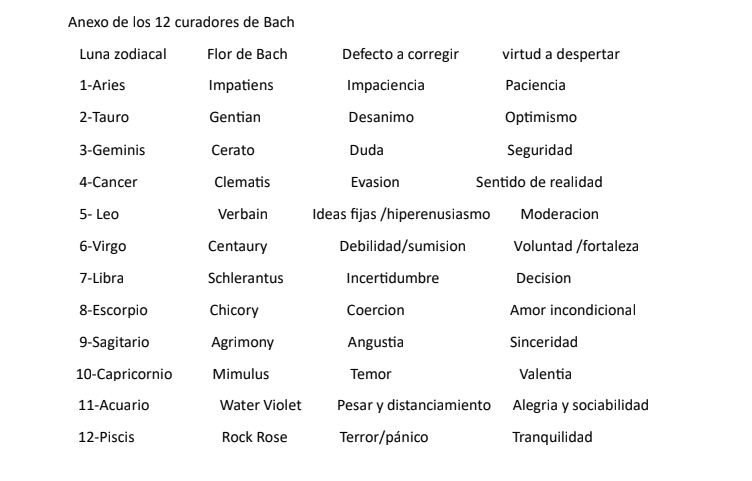 Anexo de los 12 curadores de Bach
Luna zodiacal Flor de Bach Defecto a corregir virtud a despertar
1-Aries Impatiens Impaciencia Paciencia
2-Tauro Gentian Desanimo Optimismo
3-Geminis Cerato Duda Seguridad
4-Cancer Clematis Evasion Sentido de realidad
5- Leo Verbain Ideas fijas /hiperenusiasmo Moderacion
6-Virgo Centaury Debilidad/sumision Voluntad /fortaleza
7-Libra Schlerantus Incertidumbre Decision
8-Escorpio Chicory Coercion Amor incondicional
9-Sagitario Agrimony Angustia Sinceridad
10-Capricornio Mimulus Temor Valentia
11-Acuario Water Violet Pesar y distanciamiento Alegria y sociabilidad
12-Piscis Rock Rose Terror/pánico Tranquilidad